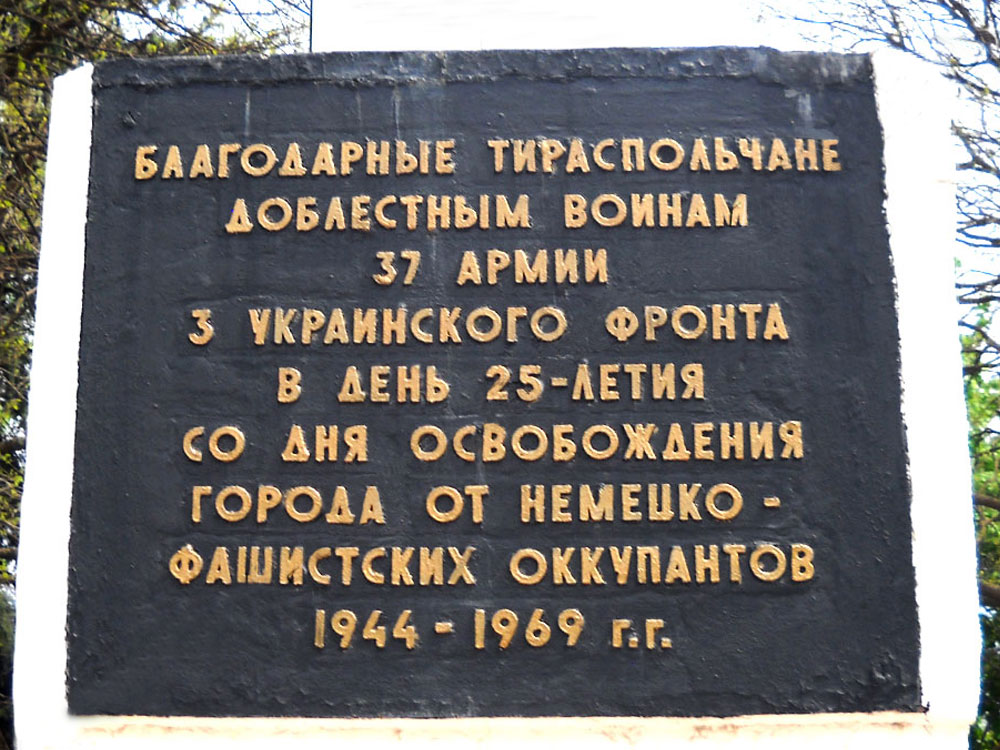 БЛАГОДАРНЫЕ ТИРАСПОЛЬЧАНЕ
ДОБЛЕСТНЫМ ВОИНАМ
37 АРМИИ
3 УКРАИНСКОГО ФРОНТА
В ДЕНЬ 25-ЛЕТИЯ
СО ДНЯ ОСВОБОЖДЕНИЯ
ГОРОДА ОТ НЕМЕЦКО -
ФАШИСТСКИХ ОККУПАНТОВ
1944 - 1969 г.г.